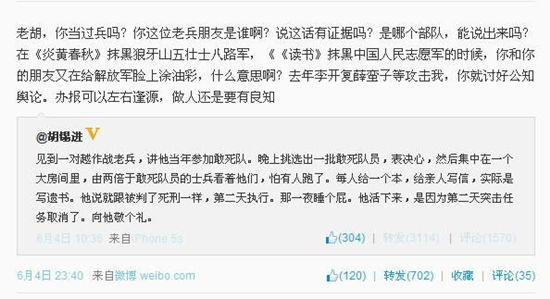 老胡，你当过兵吗？你这位老兵朋友是谁啊？说这话有证据吗？是哪个部队，能说出来吗？
在《炎黄春秋》抹黑狼牙山五壮士八路军，《《读书》抹黑中国人民志愿军的时候，你和你
的朋友又在给解放军脸上涂油彩，什么意思啊？去年李开复薛蛮子等攻击我，你就讨好公知
舆论。办报可以左右逢源，做人还是要有良知
@胡锡进 V
见到一对越作战老兵，讲他当年参加敢死队。晚上挑选出一批敢死队员，表决心，然后集中在一个
大房间里，由两倍于敢死队员的士兵看着他们，怕有人跑了。每人给一个本，给亲人写信，实际是
写遗书。他说就跟被判了死刑一样，第二天执行。那一夜睡个屁。他活下来，是因为第二天突击任
务取消了。向他敬个礼。
6月4日 10:36 来自iPhone 5s (304) | 转发(3114) | 评论(1570)
6月4日 23:40 来自微博 weibo.com (120) | 转发(702) | 收藏 | 评论(35)